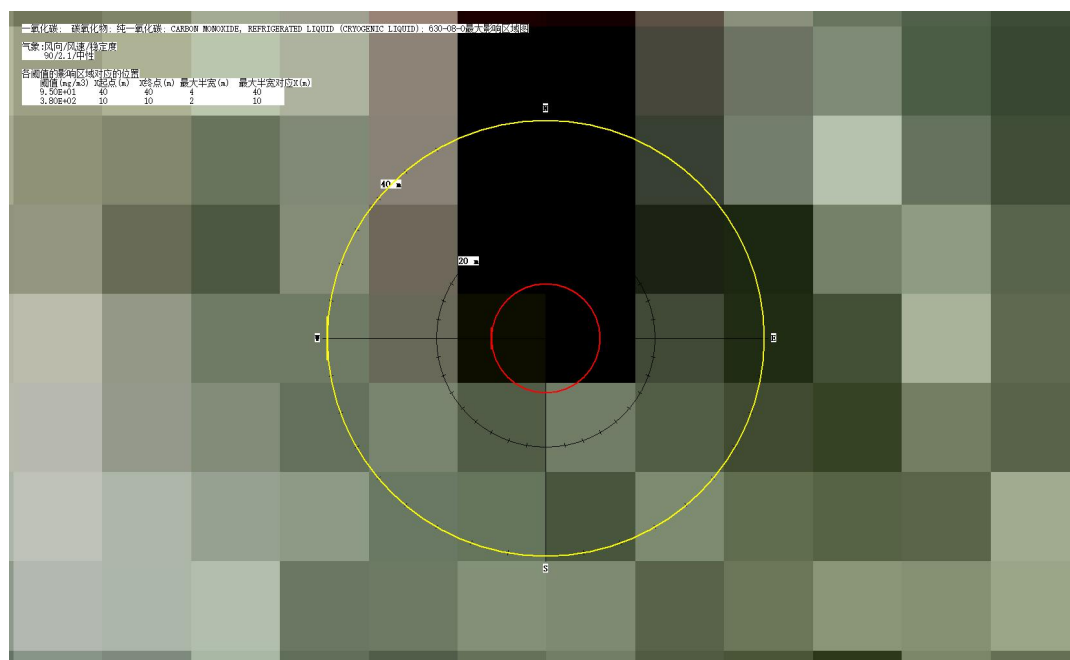 一氧化碳; 碳氧化物; 纯一氧化碳; CARBON MONOXIDE, REFRIGERATED LIQUID (CRYOGENIC LIQUID); 630-08-0最大影响区域图
气象:风向/风速/稳定度
90/2.1/中性
各阈值的影响区域对应的位置
阈值(mg/m3) X起点(m) X终点(m) 最大半宽(m) 最大半宽对应X(m)
9.50E+01 40 40 4 40
3.80E+02 10 10 2 10
N
40 m
20 m
W
E
S